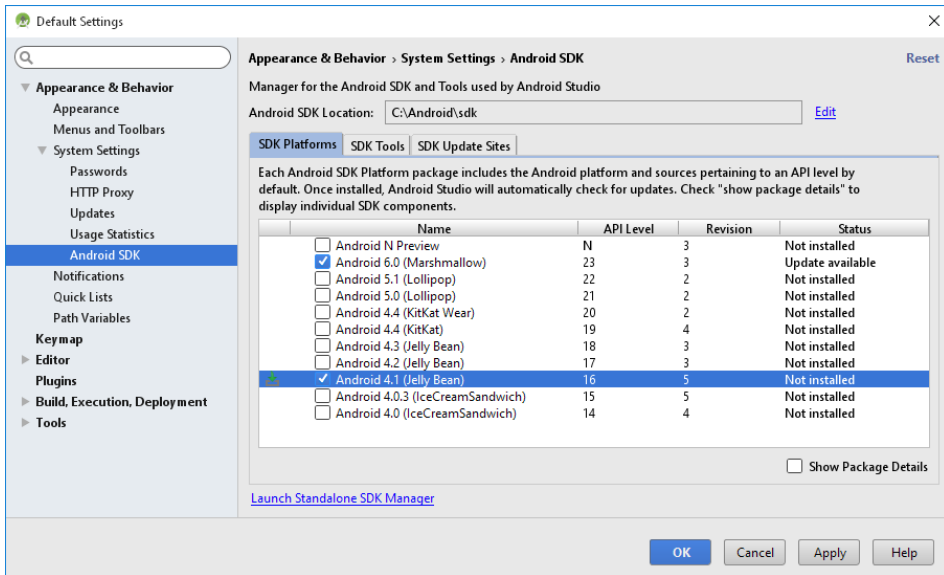 Default Settings
Appearance & Behavior
Appearance
Menus and Toolbars
System Settings
Passwords
HTTP Proxy
Updates
Usage Statistics
Android SDK
Notifications
Quick Lists
Path Variables
Keymap
Editor
Plugins
Build, Execution, Deployment
Tools
Appearance & Behavior › System Settings › Android SDK Reset
Manager for the Android SDK and Tools used by Android Studio
Android SDK Location: C:\Android\sdk Edit
SDK Platforms SDK Tools SDK Update Sites
Each Android SDK Platform package includes the Android platform and sources pertaining to an API level by
default. Once installed, Android Studio will automatically check for updates. Check "show package details" to
display individual SDK components.
Name API Level Revision Status
Android N Preview N 3 Not installed
Android 6.0 (Marshmallow) 23 3 Update available
Android 5.1 (Lollipop) 22 2 Not installed
Android 5.0 (Lollipop) 21 2 Not installed
Android 4.4 (KitKat Wear) 20 2 Not installed
Android 4.4 (KitKat) 19 4 Not installed
Android 4.3 (Jelly Bean) 18 3 Not installed
Android 4.2 (Jelly Bean) 17 3 Not installed
Android 4.1 (Jelly Bean) 16 5 Not installed
Android 4.0.3 (IceCreamSandwich) 15 5 Not installed
Android 4.0 (IceCreamSandwich) 14 4 Not installed
Show Package Details
Launch Standalone SDK Manager
OK Cancel Apply Help